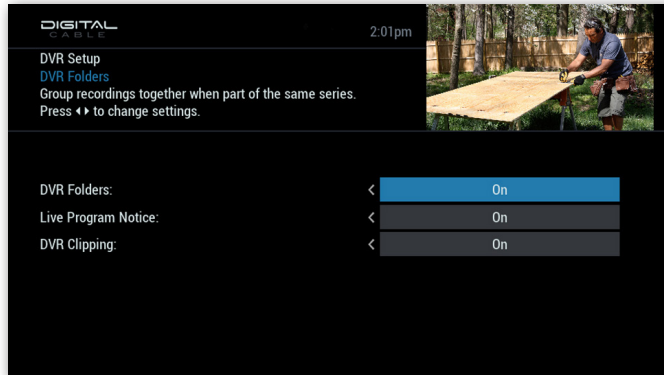 DIGITAL
CABLE
2:01pm
DVR Setup
DVR Folders
Group recordings together when part of the same series.
Press ◂ ▸ to change settings.
DVR Folders: < On
Live Program Notice: < On
DVR Clipping: < On